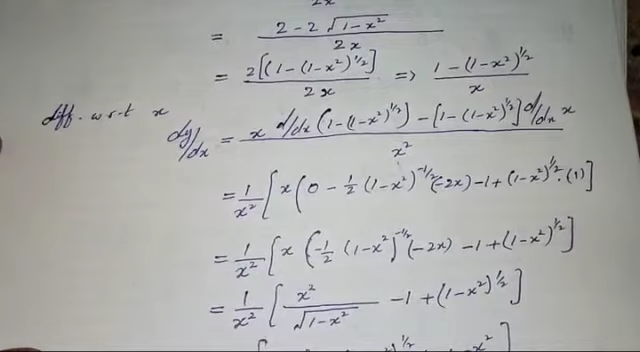 2x
= 2-2√1-x² / 2x
= 2[(1-(1-x²)^1/2] / 2x => 1-(1-x²)^1/2 / x
diff. w.r.t x
dy/dx = x d/dx (1-(1-x²)^1/2) - [1-(1-x²)^1/2] d/dx x / x²
= 1/x² [x(0 - 1/2 (1-x²)^-1/2 (-2x) -1 + (1-x²)^1/2 . (1)]
= 1/x² [x (-1/2 (1-x²)^-1/2 (-2x) -1 + (1-x²)^1/2]
= 1/x² [x² / √1-x² -1 + (1-x²)^1/2]